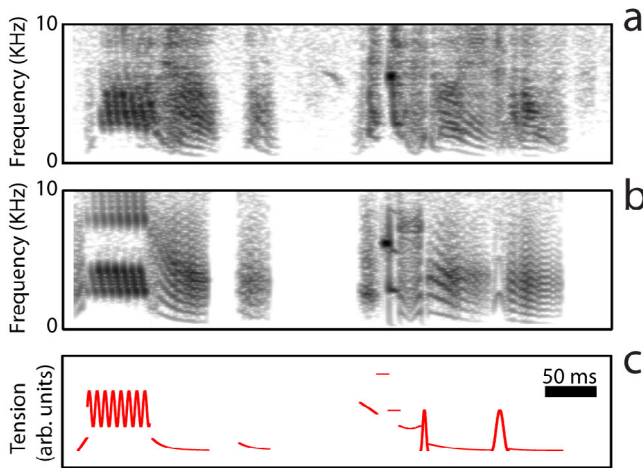 a
10
Frequency (KHz)
0
b
10
Frequency (KHz)
0
c
50 ms
Tension
(arb. units)